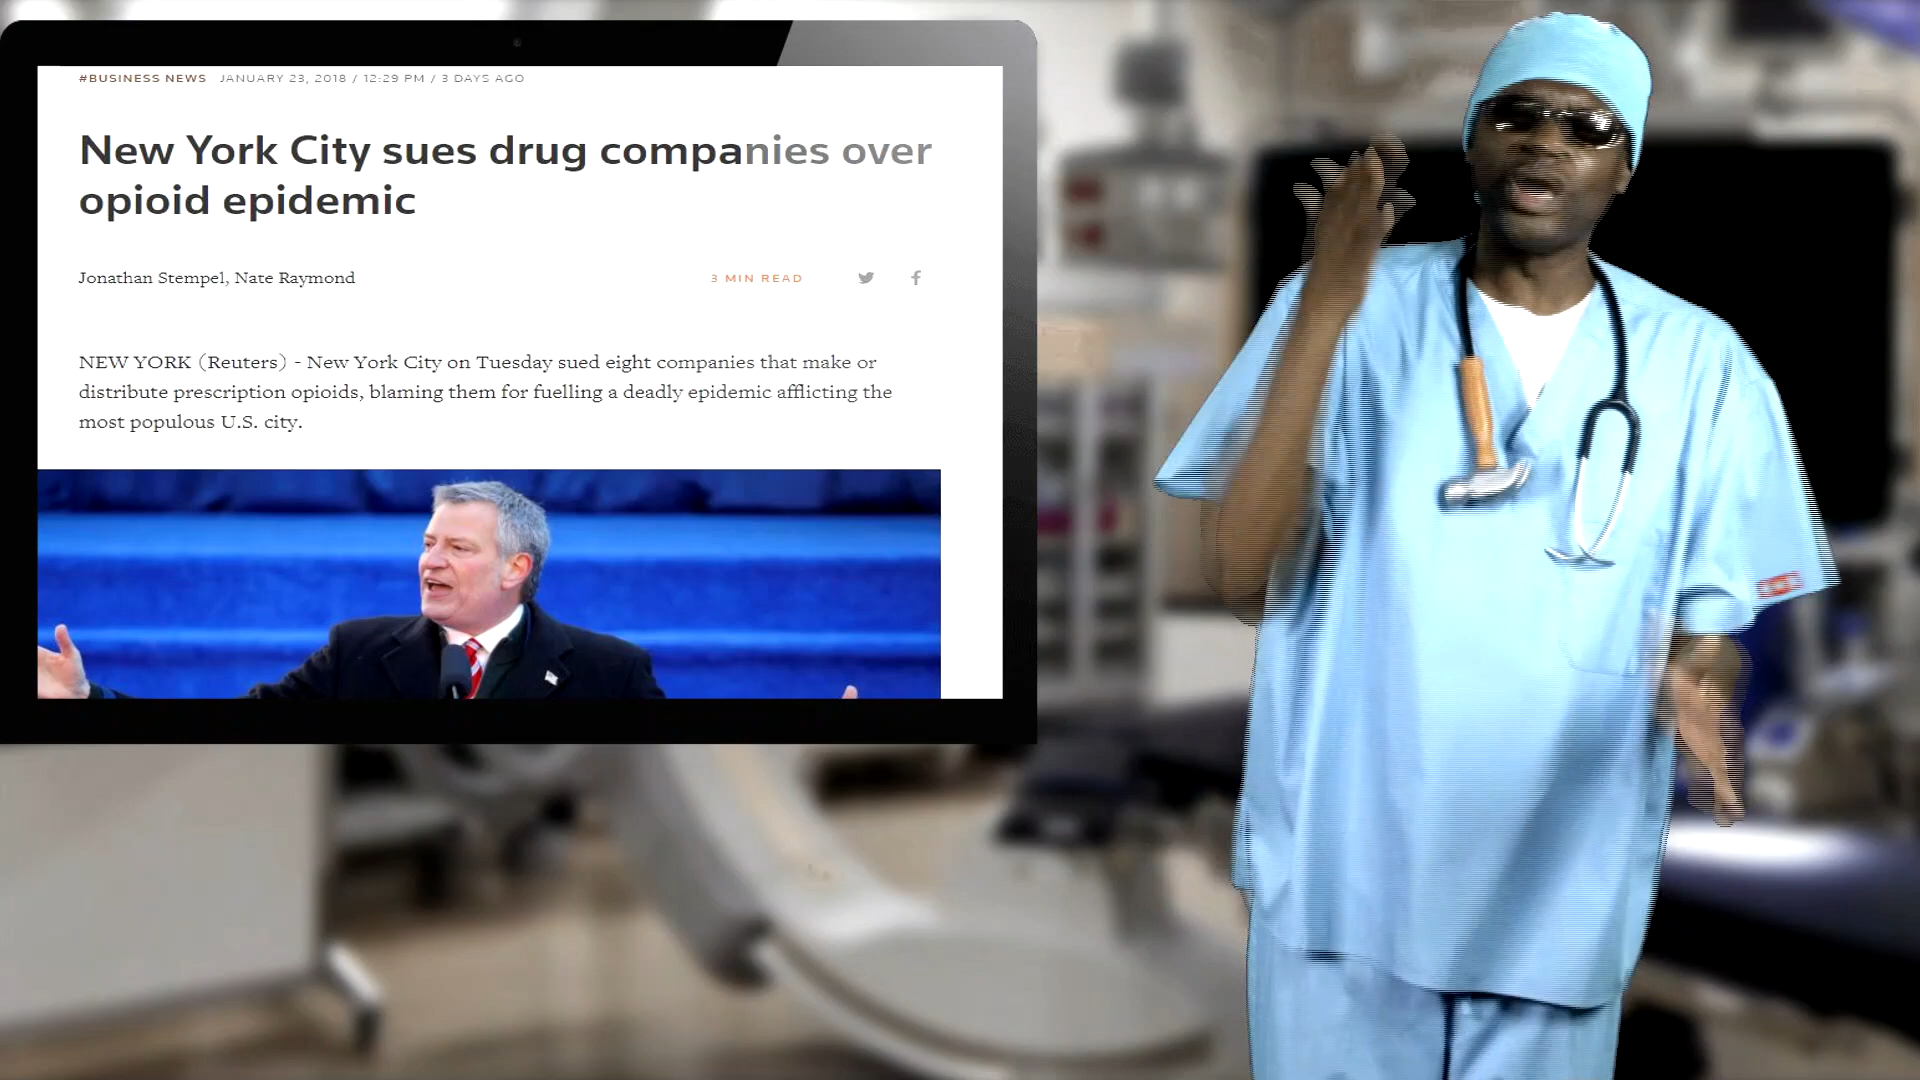 #BUSINESS NEWS JANUARY 23, 2018 / 12:29 PM / 3 DAYS AGO
New York City sues drug companies over
opioid epidemic
Jonathan Stempel, Nate Raymond
3 MIN READ
NEW YORK (Reuters) - New York City on Tuesday sued eight companies that make or
distribute prescription opioids, blaming them for fuelling a deadly epidemic afflicting the
most populous U.S. city.